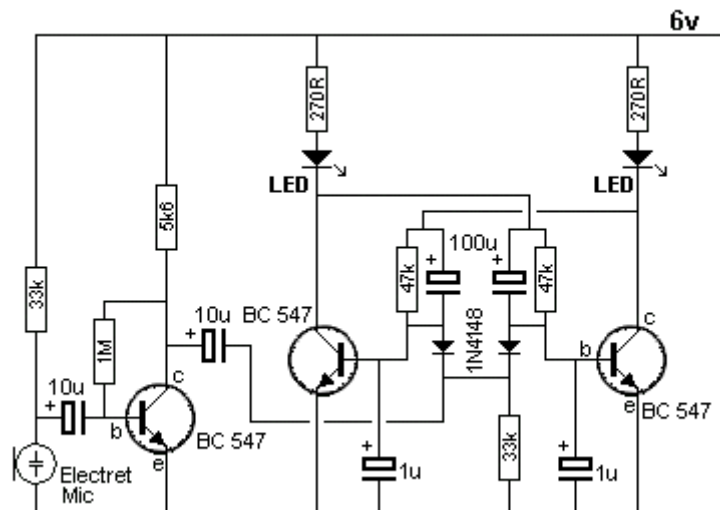 6v
270R
270R
LED
LED
5k6
100u
+
+
47k
47k
33k
10u
BC 547
+
1N4148
c
1M
10u
+
c
b
b
e
BC 547
e
BC 547
+
+
Electret
Mic
1u
33k
1u